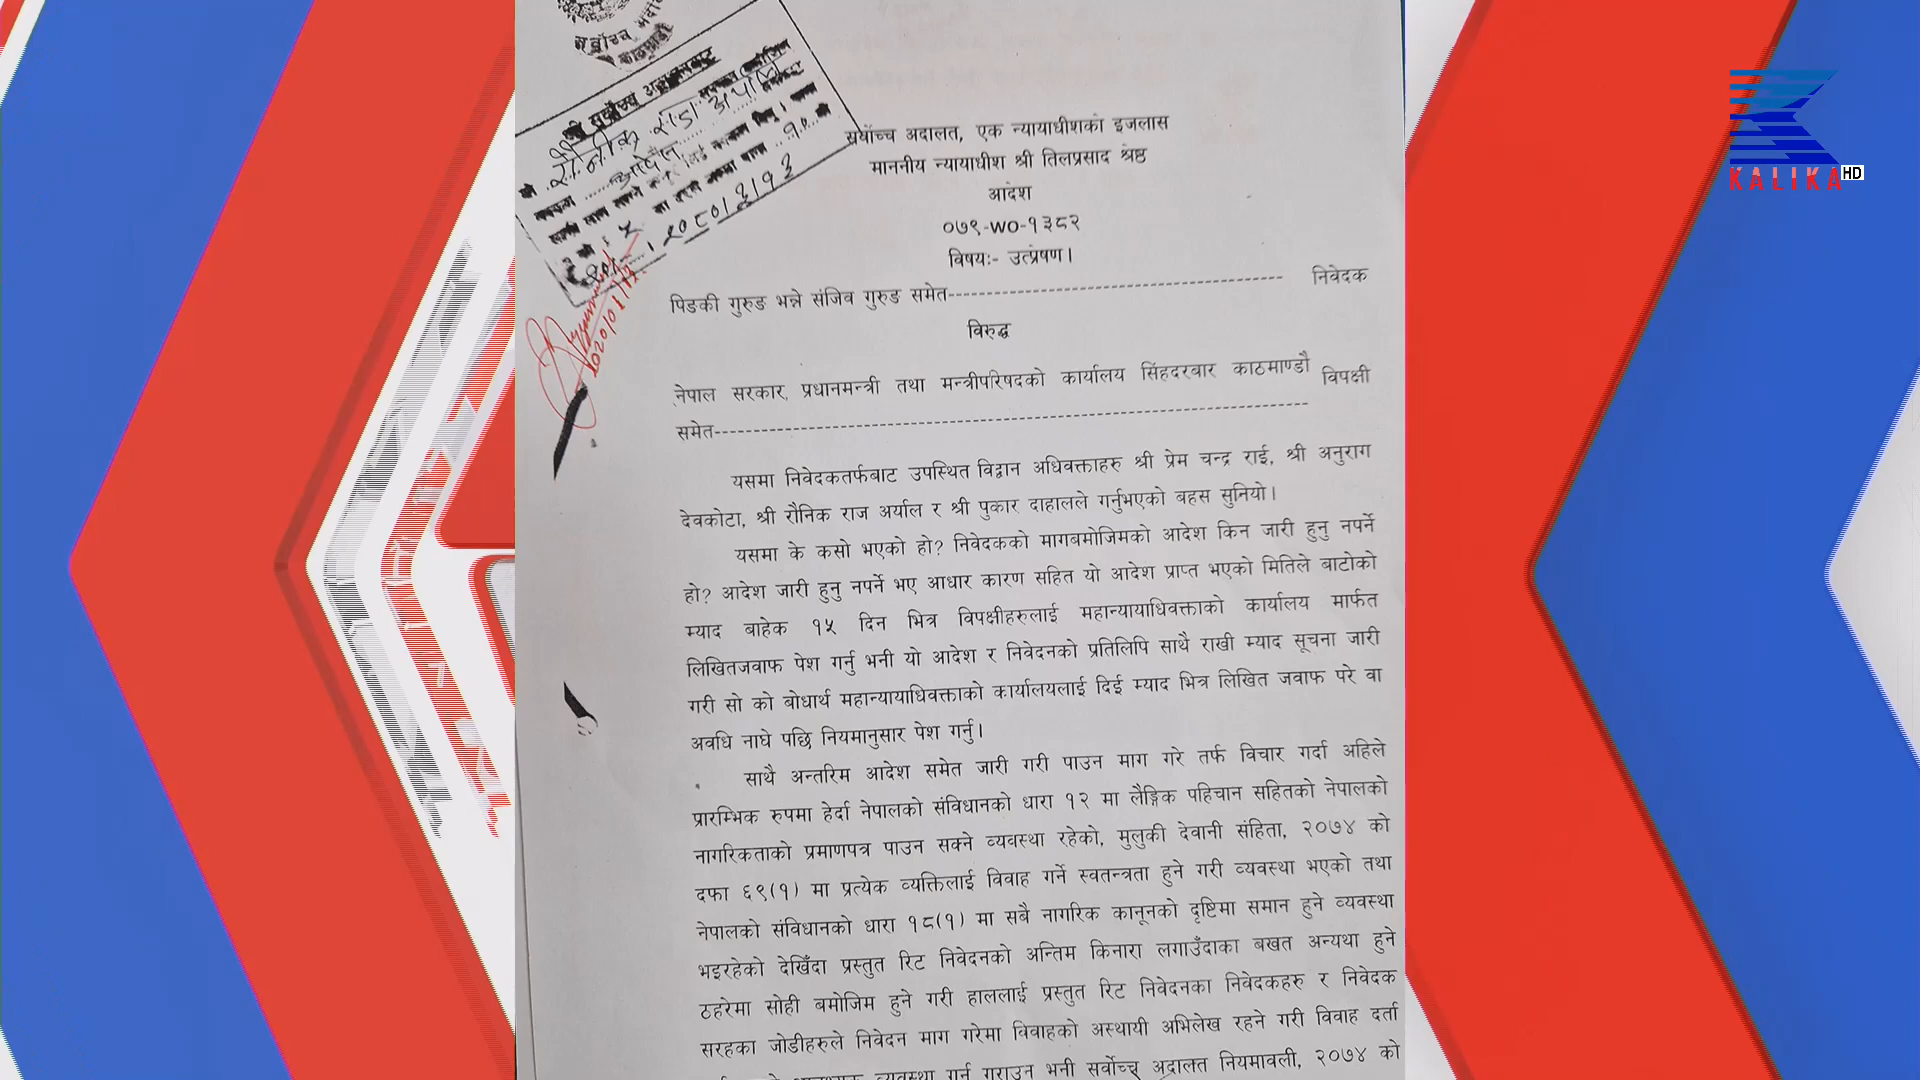 सर्वोच्च अदालत, एक न्यायाधीशको इजलास
माननीय न्यायाधीश श्री तिलप्रसाद श्रेष्ठ
आदेश
०७९-WO-१३८२
विषयः- उत्प्रेषण।
पिङकी गुरुङ भन्ने संजिव गुरुङ समेत---------- निवेदक
विरुद्ध
नेपाल सरकार, प्रधानमन्त्री तथा मन्त्रीपरिषदको कार्यालय सिंहदरबार काठमाण्डौ विपक्षी
समेत----------
यसमा निवेदकतर्फबाट उपस्थित विद्वान अधिवक्ताहरु श्री प्रेम चन्द्र राई, श्री अनुराग
देवकोटा, श्री रौनिक राज अर्याल र श्री पुकार दाहालले गर्नुभएको बहस सुनियो।
यसमा के कसो भएको हो? निवेदकको मागबमोजिमको आदेश किन जारी हुनु नपर्ने
हो? आदेश जारी हुनु नपर्ने भए आधार कारण सहित यो आदेश प्राप्त भएको मितिले बाटोको
म्याद बाहेक १५ दिन भित्र विपक्षीहरुलाई महान्यायाधिवक्ताको कार्यालय मार्फत
लिखितजवाफ पेश गर्नु भनी यो आदेश र निवेदनको प्रतिलिपि साथै राखी म्याद सूचना जारी
गरी सो को बोधार्थ महान्यायाधिवक्ताको कार्यालयलाई दिई म्याद भित्र लिखित जवाफ परे वा
अवधि नाघे पछि नियमानुसार पेश गर्नु।
साथै अन्तरिम आदेश समेत जारी गरी पाउन माग गरे तर्फ विचार गर्दा अहिले
प्रारम्भिक रुपमा हेर्दा नेपालको संविधानको धारा १२ मा लैङ्गिक पहिचान सहितको नेपालको
नागरिकताको प्रमाणपत्र पाउन सक्ने व्यवस्था रहेको, मुलुकी देवानी संहिता, २०७४ को
दफा ६९(१) मा प्रत्येक व्यक्तिलाई विवाह गर्ने स्वतन्त्रता हुने गरी व्यवस्था भएको तथा
नेपालको संविधानको धारा १८(१) मा सबै नागरिक कानूनको दृष्टिमा समान हुने व्यवस्था
भइरहेको देखिँदा प्रस्तुत रिट निवेदनको अन्तिम किनारा लगाउँदाका बखत अन्यथा हुने
ठहरेमा सोही बमोजिम हुने गरी हाललाई प्रस्तुत रिट निवेदनका निवेदकहरु र निवेदक
सरहका जोडीहरुले निवेदन माग गरेमा विवाहको अस्थायी अभिलेख रहने गरी विवाह दर्ता
व्यवस्था गर्नु गराउनु भनी सर्वोच्च अदालत नियमावली, २०७४ को
KALIKA HD